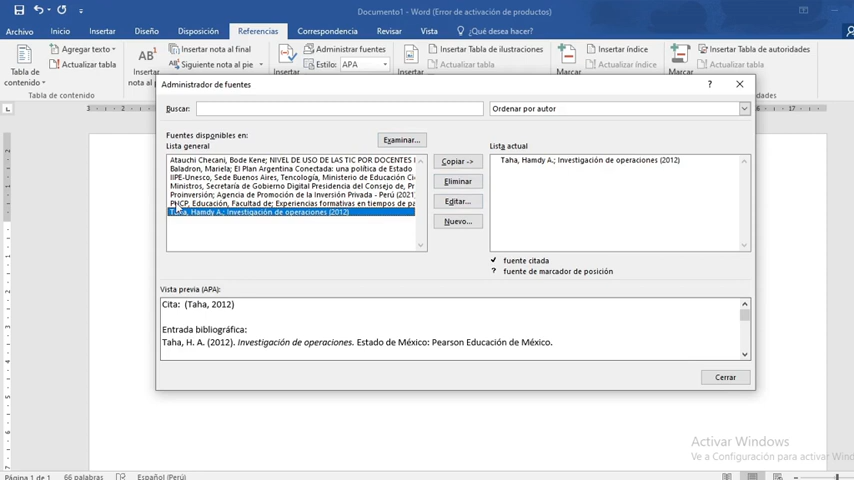 Documento1 - Word (Error de activación de productos)
Archivo Inicio Insertar Diseño Disposición Referencias Correspondencia Revisar Vista ¿Qué desea hacer?
Agregar texto Insertar nota al final Administrar fuentes Insertar Tabla de ilustraciones Insertar índice Insertar Tabla de autoridades
Actualizar tabla AB¹ Siguiente nota al pie Estilo: APA Actualizar tabla Actualizar índice Actualizar tabla
Tabla de contenido Insertar nota al Insertar Insertar Marcar Marcar
Tabla de contenido
Administrador de fuentes
Buscar: Ordenar por autor
Fuentes disponibles en: Examinar...
Lista general Lista actual
Atauchi Checani, Bode Kene; NIVEL DE USO DE LAS TIC POR DOCENTES Copiar -> Taha, Hamdy A.; Investigación de operaciones (2012)
Baladron, Mariela; El Plan Argentina Conectada: una política de Estado
IIPE-Unesco, Sede Buenos Aires, Tencología, Ministerio de Educación Eliminar
Ministros, Secretaría de Gobierno Digital Presidencia del Consejo de, Pr
Proinversión; Agencia de Promoción de la Inversión Privada - Perú (2021
PUCP, Educación, Facultad de; Experiencias formativas en tiempos de pa Editar...
Taha, Hamdy A.; Investigación de operaciones (2012)
Nuevo...
fuente citada
? fuente de marcador de posición
Vista previa (APA):
Cita: (Taha, 2012)
Entrada bibliográfica:
Taha, H. A. (2012). Investigación de operaciones. Estado de México: Pearson Educación de México.
Cerrar
Activar Windows
Ve a Configuración para activar Wind
Página 1 de 1 66 palabras Español (Perú)